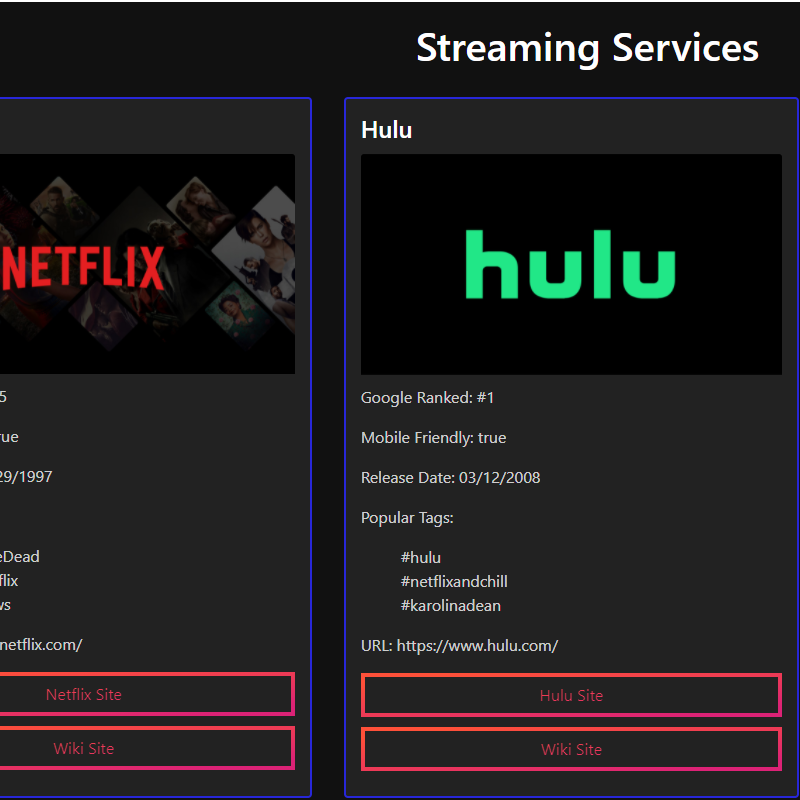 Streaming Services
NETFLIX
5
rue
29/1997
eDead
flix
ws
netflix.com/
Netflix Site
Wiki Site
Hulu
hulu
Google Ranked: #1
Mobile Friendly: true
Release Date: 03/12/2008
Popular Tags:
#hulu
#netflixandchill
#karolinadean
URL: https://www.hulu.com/
Hulu Site
Wiki Site